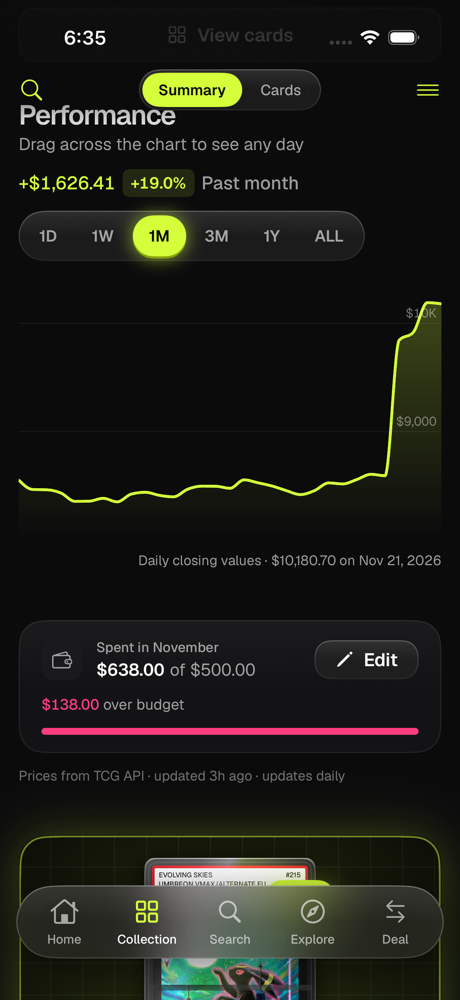 6:35
View cards
Summary
Cards
Performance
Drag across the chart to see any day
+$1,626.41 +19.0% Past month
1D 1W 1M 3M 1Y ALL
$10K
$9,000
Daily closing values · $10,180.70 on Nov 21, 2026
Spent in November
$638.00 of $500.00
Edit
$138.00 over budget
Prices from TCG API · updated 3h ago · updates daily
EVOLVING SKIES #215
UMBREON VMAX (ALTERNATE FU
Home Collection Search Explore Deal